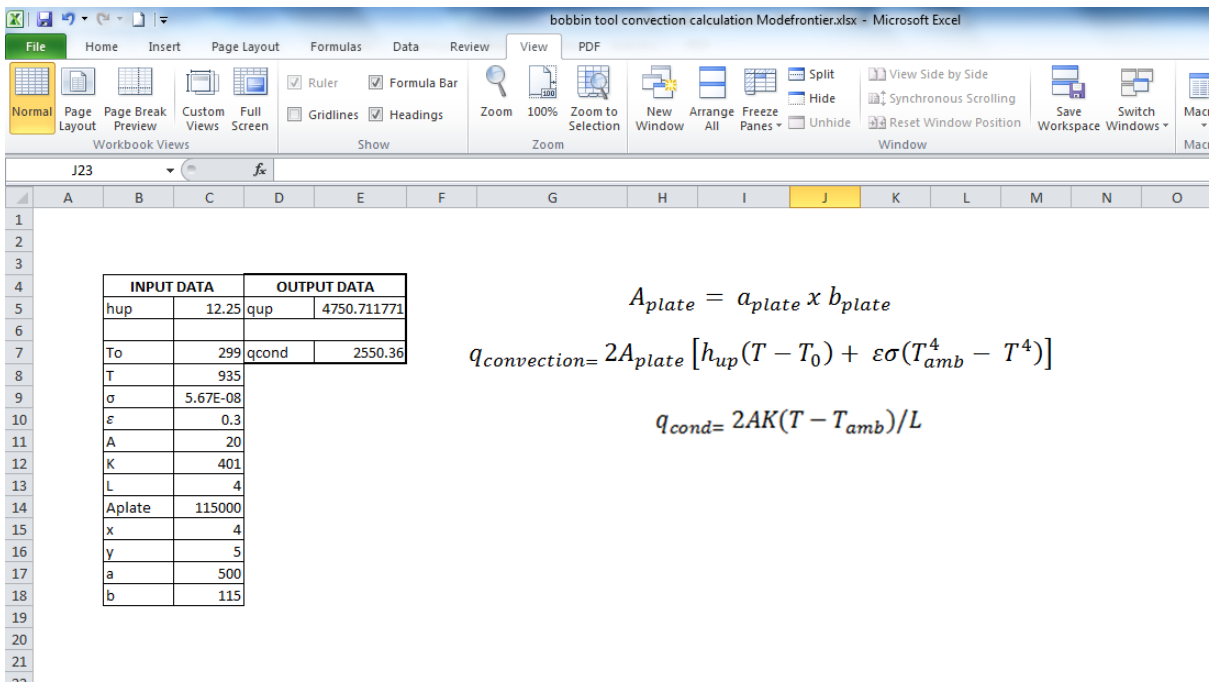 bobbin tool convection calculation Modefrontier.xlsx - Microsoft Excel
File Home Insert Page Layout Formulas Data Review View PDF
Normal Page Layout Page Break Preview Custom Views Full Screen
Workbook Views
Ruler Formula Bar
Gridlines Headings
Show
Zoom 100% Zoom to Selection
Zoom
New Window Arrange All Freeze Panes
Split
Hide
Unhide
View Side by Side
Synchronous Scrolling
Reset Window Position
Save Workspace Switch Windows
Window
J23 fx
A B C D E F G H I J K L M N O
1
2
3
4 INPUT DATA OUTPUT DATA
5 hup 12.25 qup 4750.711771
6
7 To 299 qcond 2550.36
8 T 935
9 σ 5.67E-08
10 ε 0.3
11 A 20
12 K 401
13 L 4
14 Aplate 115000
15 x 4
16 y 5
17 a 500
18 b 115
19
20
21
A_plate = a_plate x b_plate
q_convection= 2A_plate [h_up(T − T_0) + εσ(T_amb^4 − T^4)]
q_cond= 2AK(T − T_amb)/L